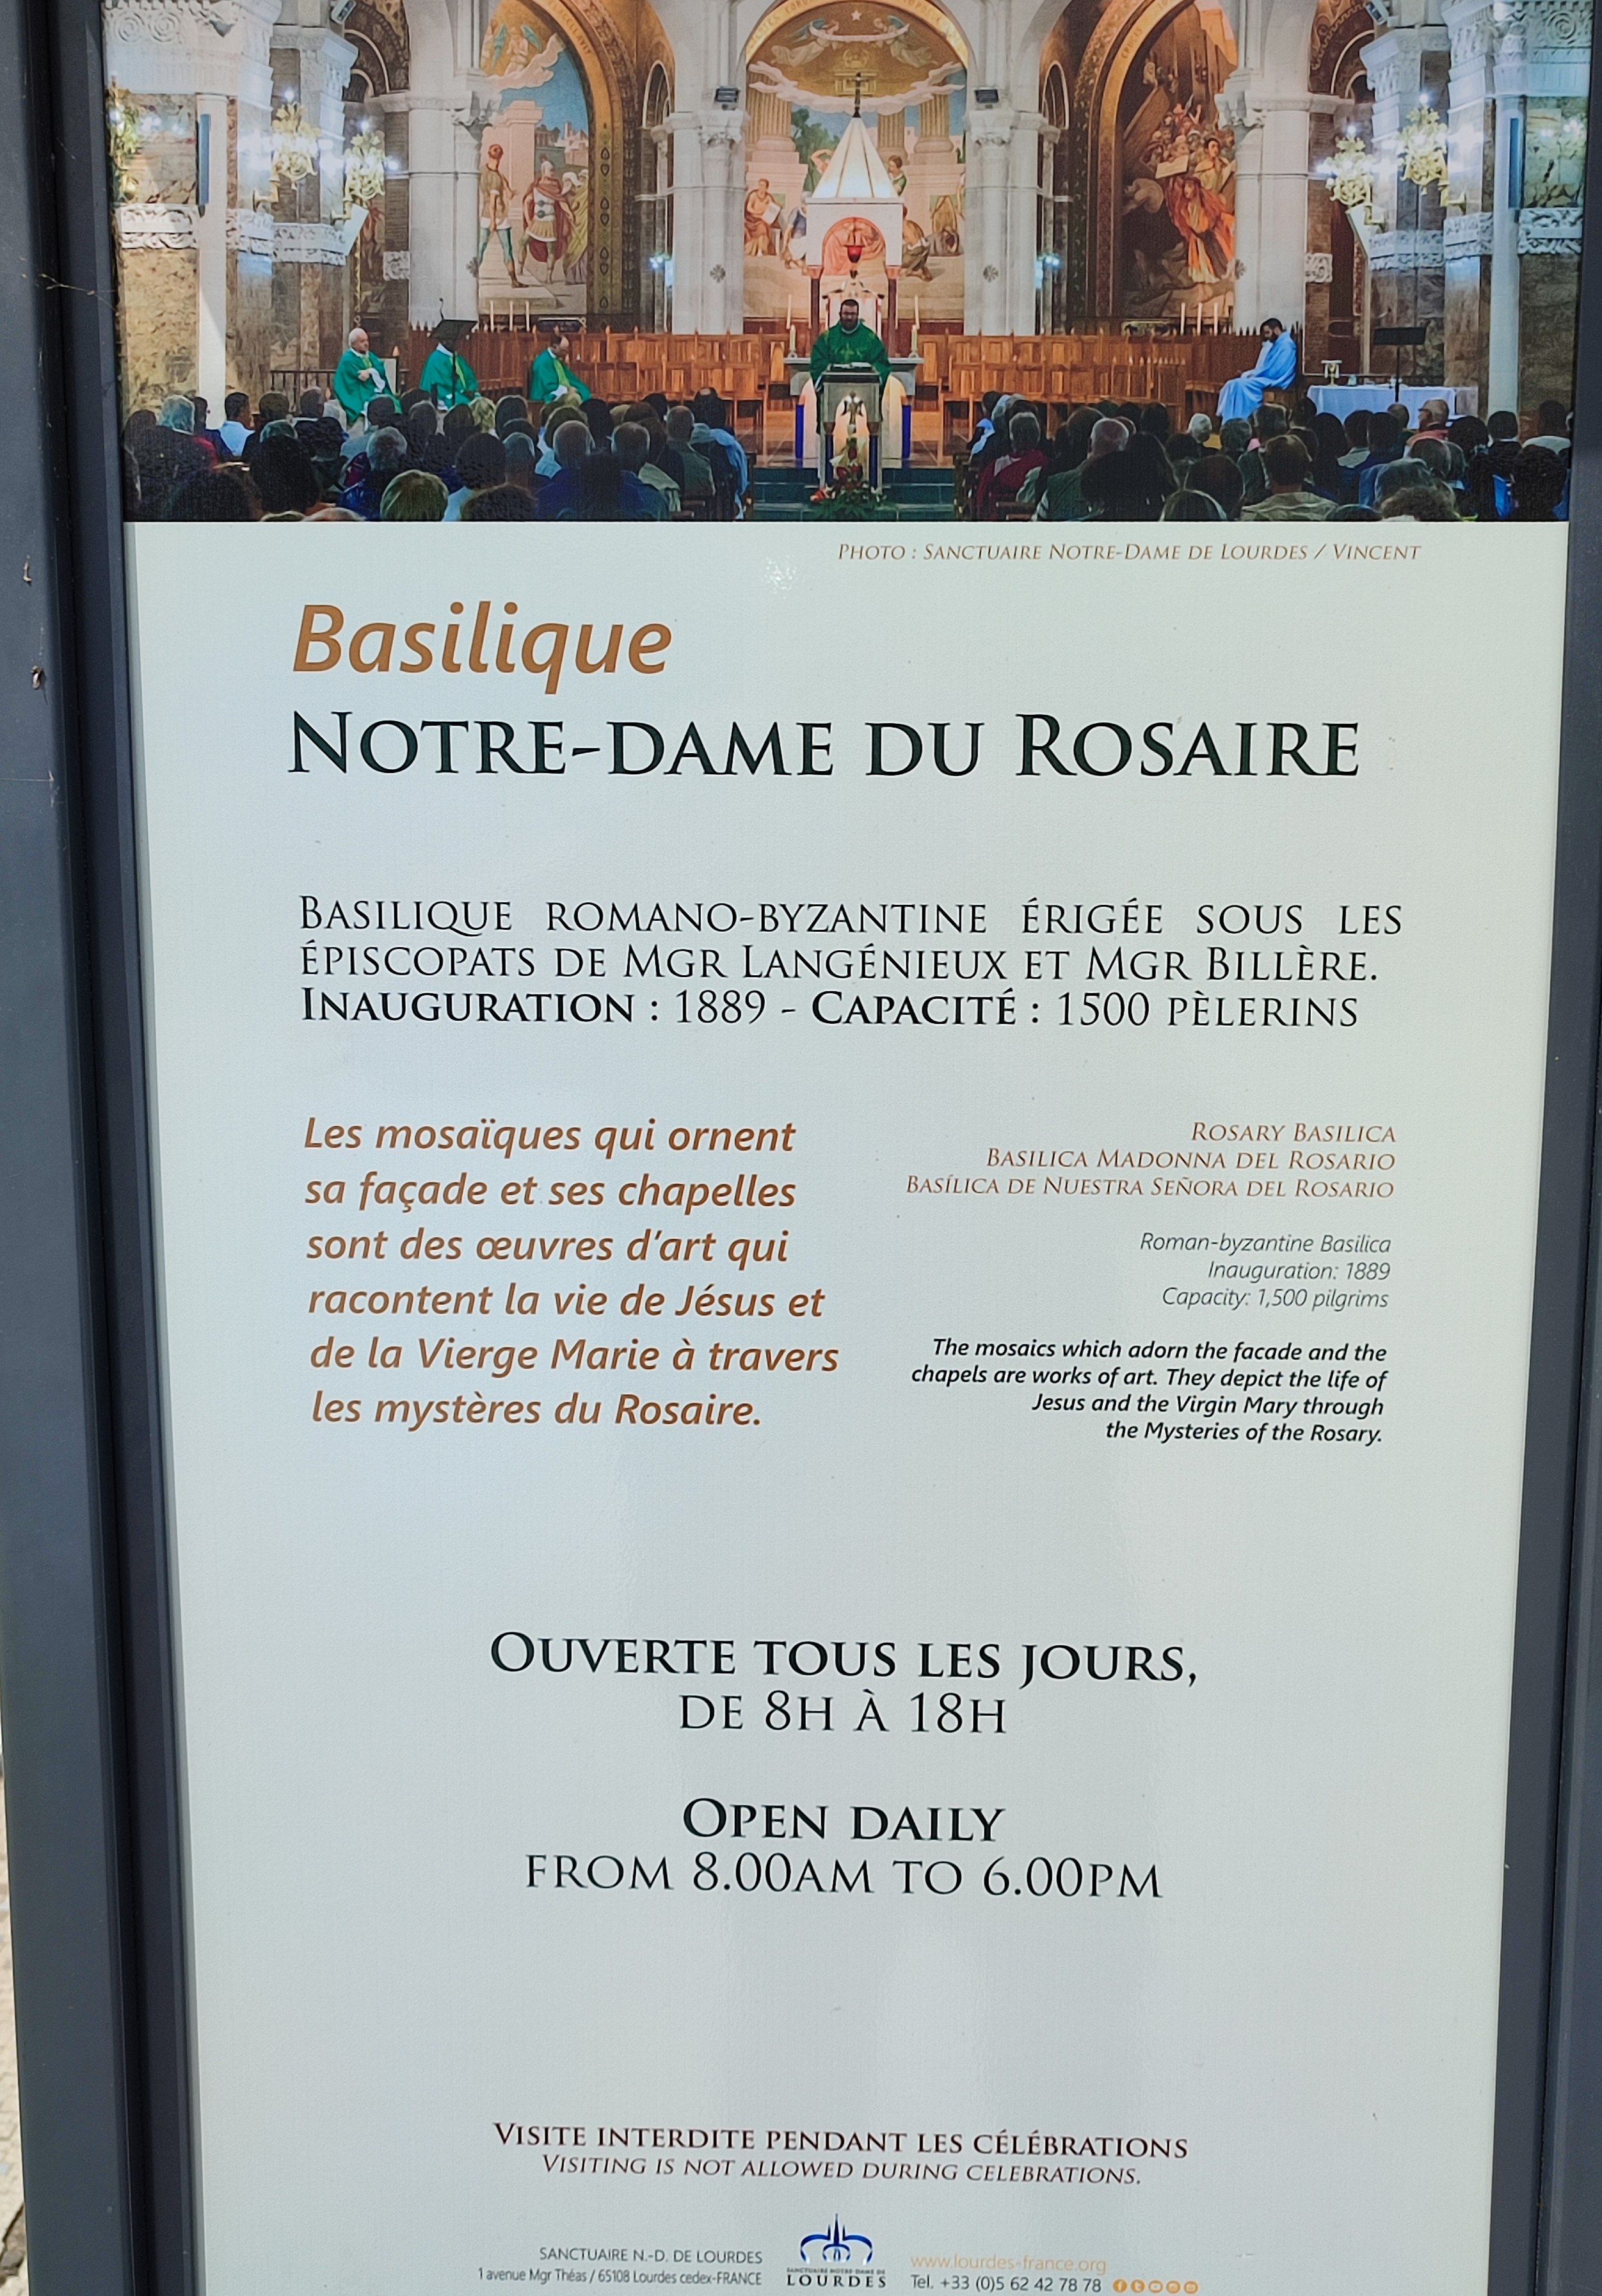 Photo : Sanctuaire Notre-Dame de Lourdes / Vincent
Basilique
Notre-dame du Rosaire
Basilique romano-byzantine érigée sous les
épiscopats de Mgr Langénieux et Mgr Billère.
Inauguration : 1889 - Capacité : 1500 pèlerins
Les mosaïques qui ornent
sa façade et ses chapelles
sont des œuvres d'art qui
racontent la vie de Jésus et
de la Vierge Marie à travers
les mystères du Rosaire.
Rosary Basilica
Basilica Madonna del Rosario
Basílica de Nuestra Señora del Rosario
Roman-byzantine Basilica
Inauguration: 1889
Capacity: 1,500 pilgrims
The mosaics which adorn the facade and the
chapels are works of art. They depict the life of
Jesus and the Virgin Mary through
the Mysteries of the Rosary.
Ouverte tous les jours,
de 8h à 18h
Open daily
from 8.00am to 6.00pm
Visite interdite pendant les célébrations
Visiting is not allowed during celebrations.
SANCTUAIRE N.-D. DE LOURDES
1 avenue Mgr Théas / 65108 Lourdes cedex-FRANCE
SANCTUAIRE NOTRE-DAME DE
LOURDES
www.lourdes-france.org
Tel. +33 (0)5 62 42 78 78